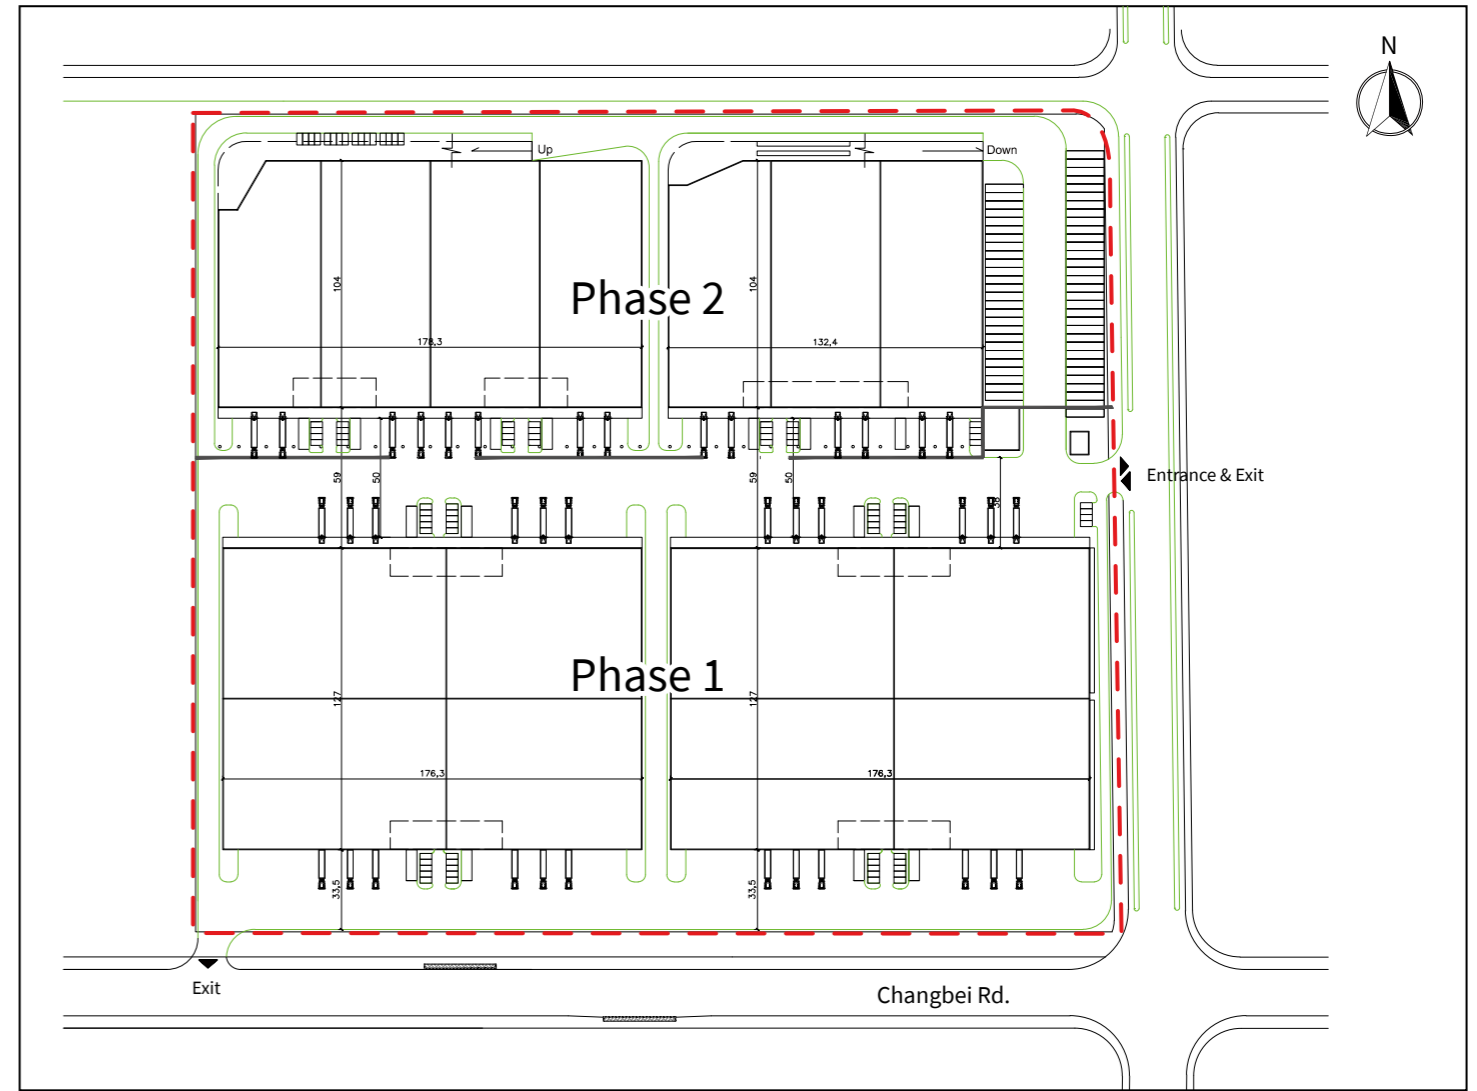 N
Up
Down
104
Phase 2
104
178,3
132,4
59
50
59
50
38
Entrance & Exit
127
Phase 1
127
176,3
176,3
33,5
33,5
Exit
Changbei Rd.